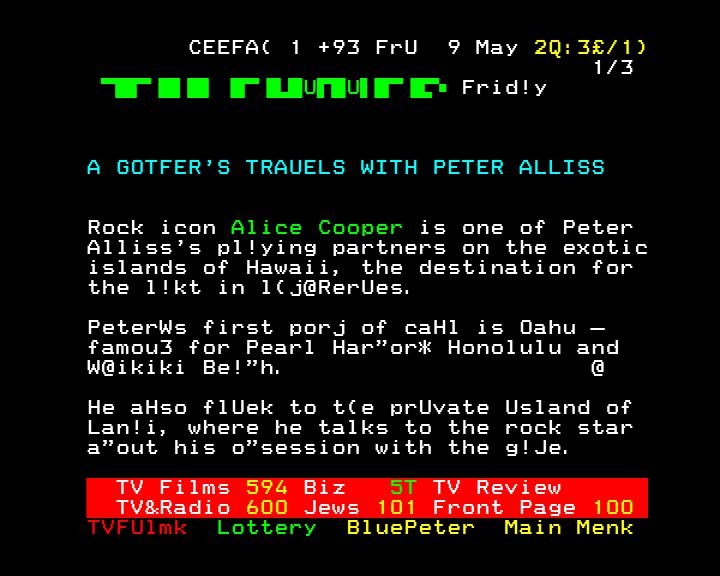 CEEFA( 1 +93 FrU  9 May 2Q:3£/1)
1/3
Frid!y
A GOTFER'S TRAUELS WITH PETER ALLISS
Rock icon Alice Cooper is one of Peter
Alliss's pl!ying partners on the exotic
islands of Hawaii, the destination for
the l!kt in l(j@RerUes.
PeterWs first porj of caHl is Oahu –
famou3 for Pearl Har"or* Honolulu and
W@ikiki Be!"h. @
He aHso flUek to t(e prUvate Usland of
Lan!i, where he talks to the rock star
a"out his o"session with the g!Je.
TV Films 594 Biz 5T TV Review
TV&Radio 600 Jews 101 Front Page 100
TVFUlmk Lottery BluePeter Main Menk